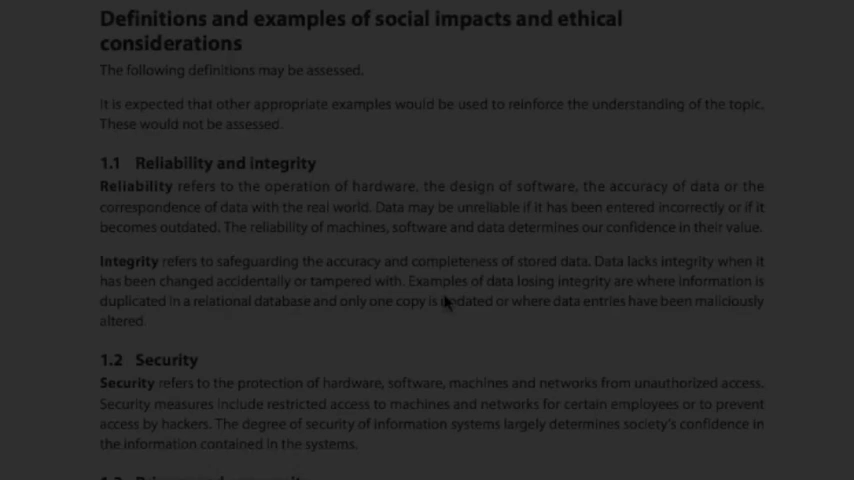 Definitions and examples of social impacts and ethical
considerations
The following definitions may be assessed.
It is expected that other appropriate examples would be used to reinforce the understanding of the topic.
These would not be assessed.
1.1 Reliability and integrity
Reliability refers to the operation of hardware, the design of software, the accuracy of data or the
correspondence of data with the real world. Data may be unreliable if it has been entered incorrectly or if it
becomes outdated. The reliability of machines, software and data determines our confidence in their value.
Integrity refers to safeguarding the accuracy and completeness of stored data. Data lacks integrity when it
has been changed accidentally or tampered with. Examples of data losing integrity are where information is
duplicated in a relational database and only one copy is updated or where data entries have been maliciously
altered.
1.2 Security
Security refers to the protection of hardware, software, machines and networks from unauthorized access.
Security measures include restricted access to machines and networks for certain employees or to prevent
access by hackers. The degree of security of information systems largely determines society's confidence in
the information contained in the systems.